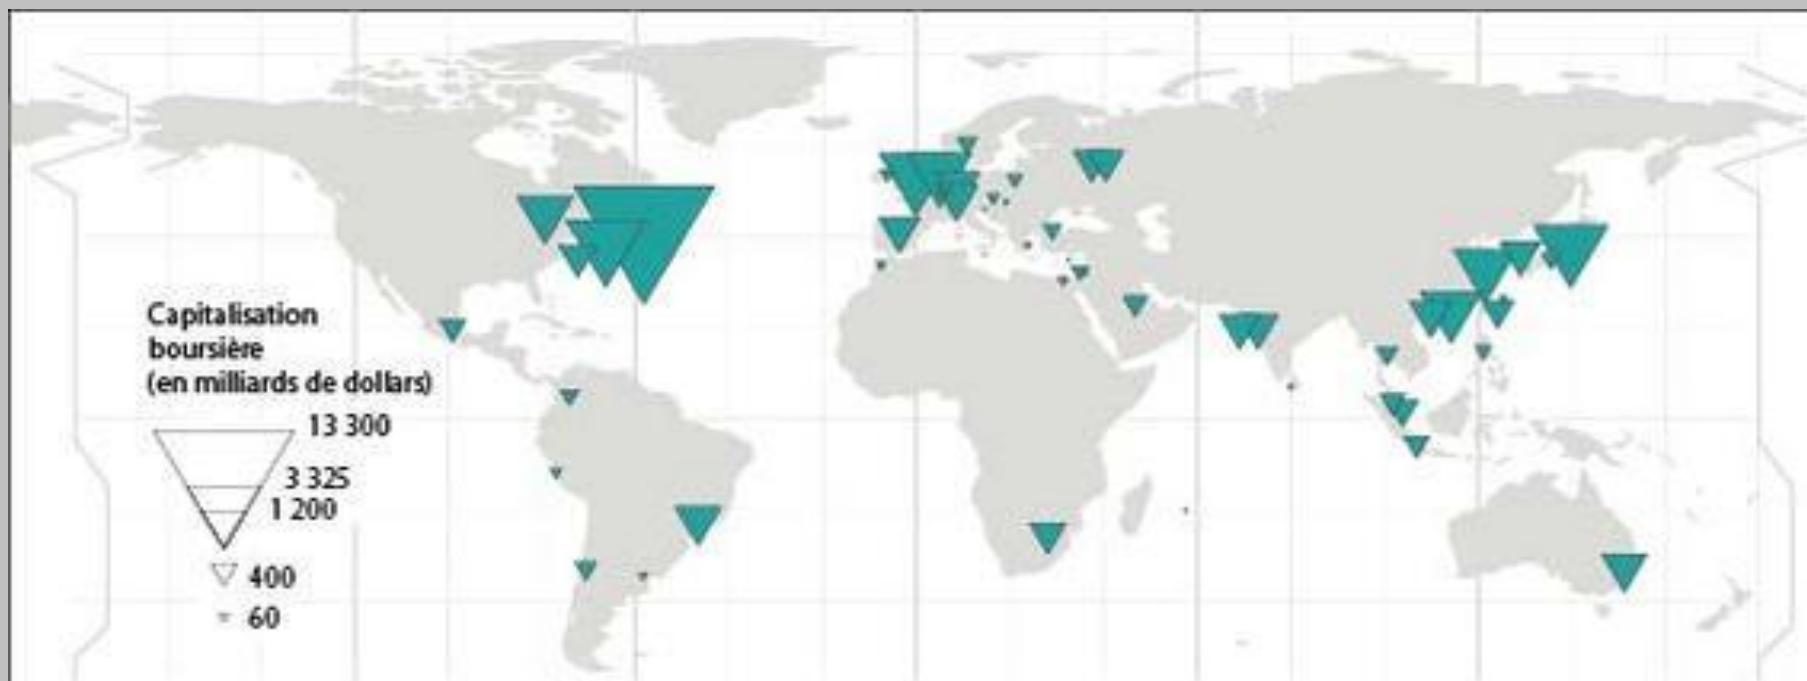 Capitalisation
boursière
(en milliards de dollars)
13 300
3 325
1 200
400
60